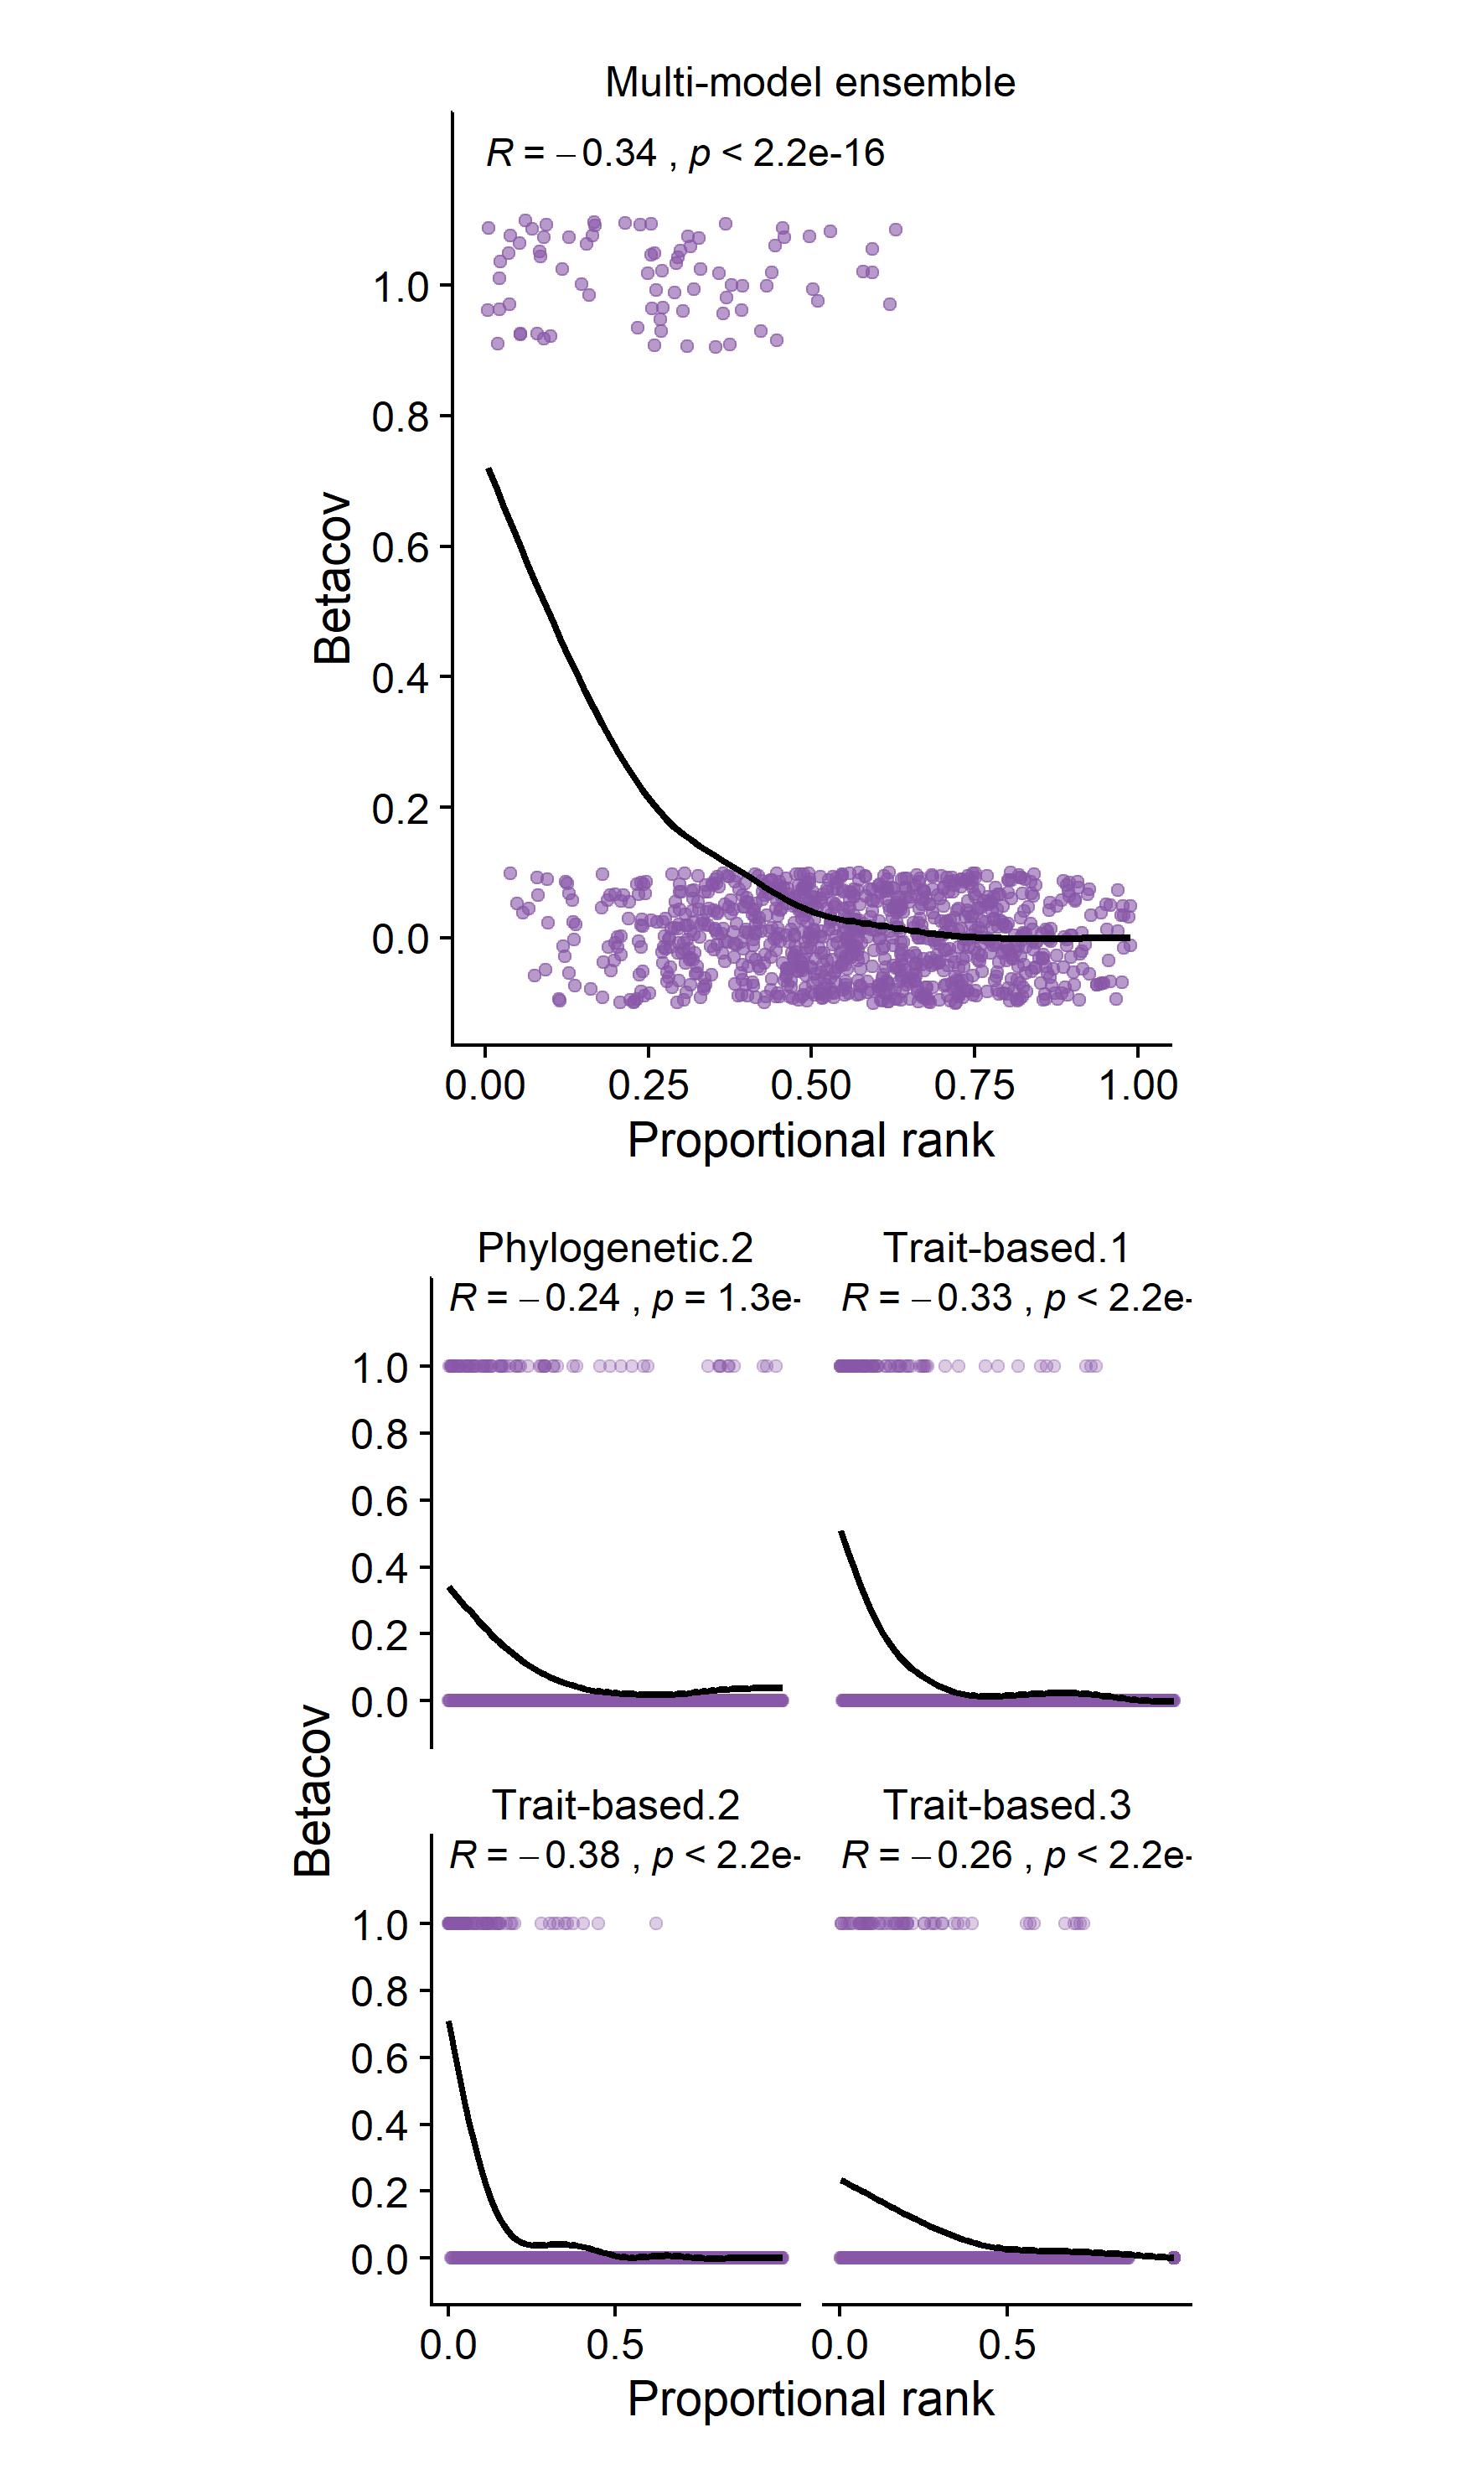 Multi-model ensemble
R = −0.34 , p < 2.2e-16
1.0
0.8
0.6
0.4
0.2
0.0
Betacov
0.00 0.25 0.50 0.75 1.00
Proportional rank
Phylogenetic.2 Trait-based.1
R = −0.24 , p = 1.3e- R = −0.33 , p < 2.2e-
1.0
0.8
0.6
0.4
0.2
0.0
Betacov
Trait-based.2 Trait-based.3
R = −0.38 , p < 2.2e- R = −0.26 , p < 2.2e-
1.0
0.8
0.6
0.4
0.2
0.0
0.0 0.5 0.0 0.5
Proportional rank